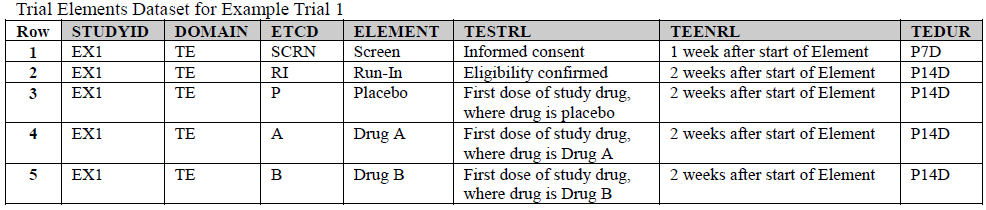 Trial Elements Dataset for Example Trial 1
Row STUDYID DOMAIN ETCD ELEMENT TESTRL TEENRL TEDUR
1 EX1 TE SCRN Screen Informed consent 1 week after start of Element P7D
2 EX1 TE RI Run-In Eligibility confirmed 2 weeks after start of Element P14D
3 EX1 TE P Placebo First dose of study drug, 2 weeks after start of Element P14D
where drug is placebo
4 EX1 TE A Drug A First dose of study drug, 2 weeks after start of Element P14D
where drug is Drug A
5 EX1 TE B Drug B First dose of study drug, 2 weeks after start of Element P14D
where drug is Drug B